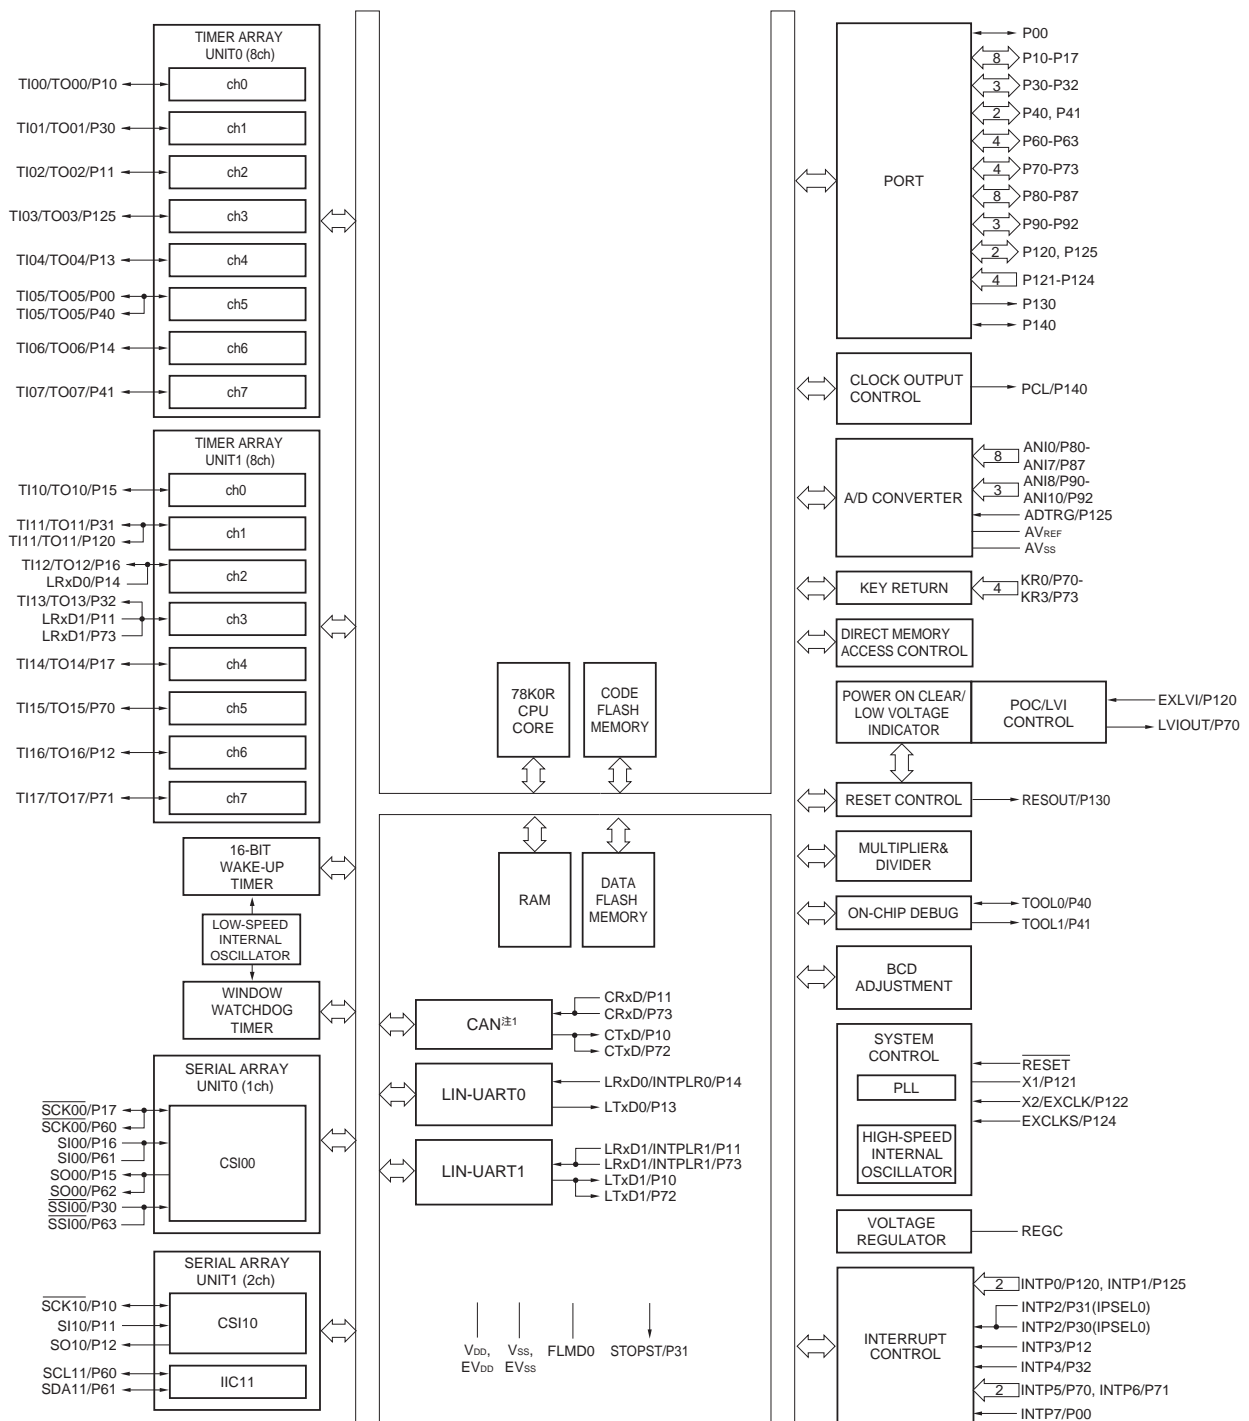 TIMER ARRAY
UNIT0 (8ch)
TI00/TO00/P10
ch0
TI01/TO01/P30
ch1
TI02/TO02/P11
ch2
TI03/TO03/P125
ch3
TI04/TO04/P13
ch4
TI05/TO05/P00
TI05/TO05/P40
ch5
TI06/TO06/P14
ch6
TI07/TO07/P41
ch7
TIMER ARRAY
UNIT1 (8ch)
TI10/TO10/P15
ch0
TI11/TO11/P31
TI11/TO11/P120
ch1
TI12/TO12/P16
LRxD0/P14
ch2
TI13/TO13/P32
LRxD1/P11
LRxD1/P73
ch3
TI14/TO14/P17
ch4
TI15/TO15/P70
ch5
TI16/TO16/P12
ch6
TI17/TO17/P71
ch7
16-BIT
WAKE-UP
TIMER
LOW-SPEED
INTERNAL
OSCILLATOR
WINDOW
WATCHDOG
TIMER
SERIAL ARRAY
UNIT0 (1ch)
SCK00/P17
SCK00/P60
SI00/P16
SI00/P61
SO00/P15
SO00/P62
SSI00/P30
SSI00/P63
CSI00
SERIAL ARRAY
UNIT1 (2ch)
SCK10/P10
SI10/P11
SO10/P12
CSI10
SCL11/P60
SDA11/P61
IIC11
78K0R
CPU
CORE
CODE
FLASH
MEMORY
RAM
DATA
FLASH
MEMORY
CAN注1
CRxD/P11
CRxD/P73
CTxD/P10
CTxD/P72
LIN-UART0
LRxD0/INTPLR0/P14
LTxD0/P13
LIN-UART1
LRxD1/INTPLR1/P11
LRxD1/INTPLR1/P73
LTxD1/P10
LTxD1/P72
VDD,
EVDD
VSS,
EVSS
FLMD0
STOPST/P31
PORT
P00
8 P10-P17
3 P30-P32
2 P40, P41
4 P60-P63
4 P70-P73
8 P80-P87
3 P90-P92
2 P120, P125
4 P121-P124
P130
P140
CLOCK OUTPUT
CONTROL
PCL/P140
A/D CONVERTER
8 ANI0/P80-
ANI7/P87
3 ANI8/P90-
ANI10/P92
ADTRG/P125
AVREF
AVSS
KEY RETURN
4 KR0/P70-
KR3/P73
DIRECT MEMORY
ACCESS CONTROL
POWER ON CLEAR/
LOW VOLTAGE
INDICATOR
POC/LVI
CONTROL
EXLVI/P120
LVIOUT/P70
RESET CONTROL
RESOUT/P130
MULTIPLIER&
DIVIDER
ON-CHIP DEBUG
TOOL0/P40
TOOL1/P41
BCD
ADJUSTMENT
SYSTEM
CONTROL
PLL
HIGH-SPEED
INTERNAL
OSCILLATOR
RESET
X1/P121
X2/EXCLK/P122
EXCLKS/P124
VOLTAGE
REGULATOR
REGC
INTERRUPT
CONTROL
2 INTP0/P120, INTP1/P125
INTP2/P31(IPSEL0)
INTP2/P30(IPSEL0)
INTP3/P12
INTP4/P32
2 INTP5/P70, INTP6/P71
INTP7/P00